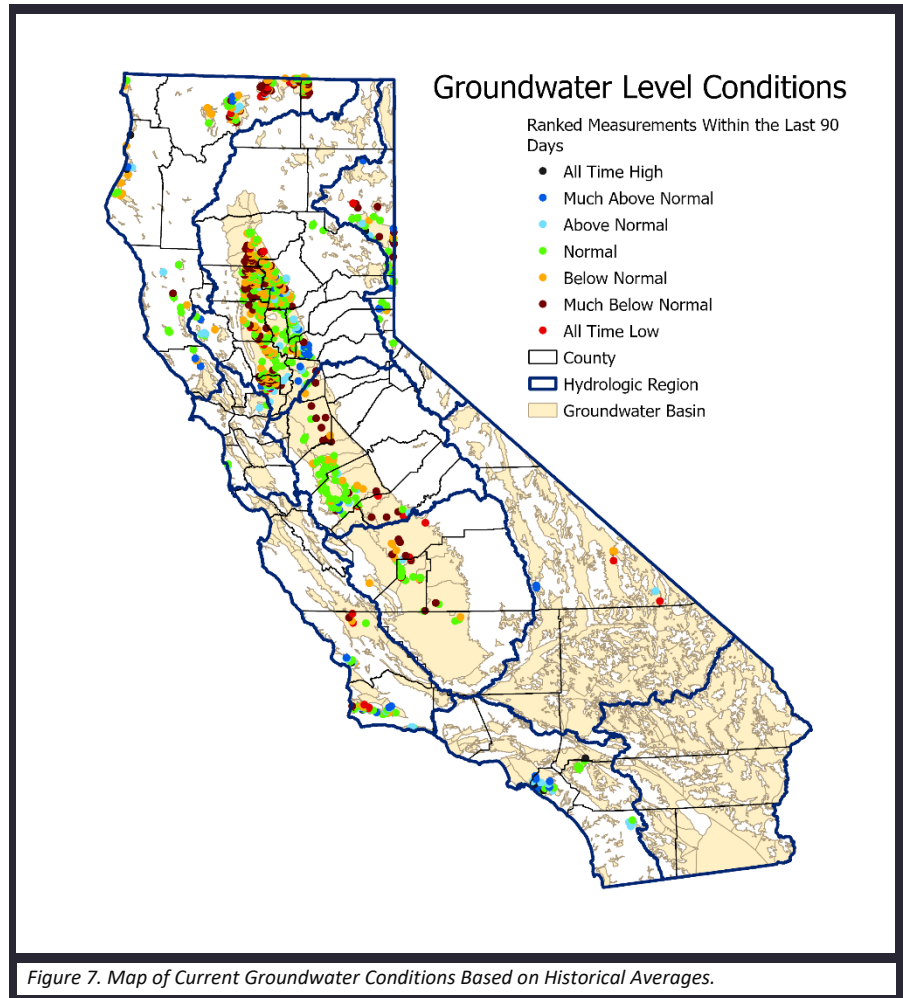 Groundwater Level Conditions
Ranked Measurements Within the Last 90
Days
All Time High
Much Above Normal
Above Normal
Normal
Below Normal
Much Below Normal
All Time Low
County
Hydrologic Region
Groundwater Basin
Figure 7. Map of Current Groundwater Conditions Based on Historical Averages.